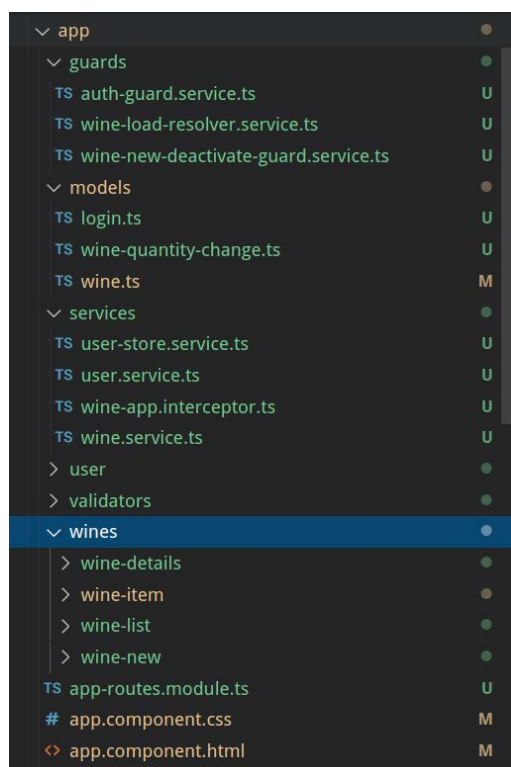 app
guards
TS auth-guard.service.ts U
TS wine-load-resolver.service.ts U
TS wine-new-deactivate-guard.service.ts U
models
TS login.ts U
TS wine-quantity-change.ts U
TS wine.ts M
services
TS user-store.service.ts U
TS user.service.ts U
TS wine-app.interceptor.ts U
TS wine.service.ts U
user
validators
wines
wine-details
wine-item
wine-list
wine-new
TS app-routes.module.ts U
# app.component.css M
<> app.component.html M